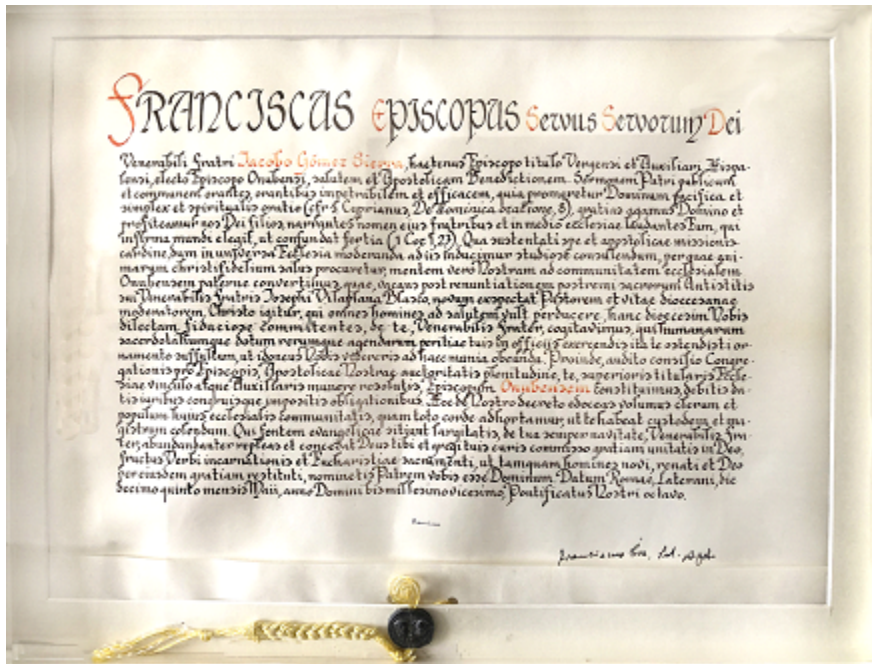 FRANCISCUS EPISCOPUS Servus Servorum Dei
Venerabili Fratri Iacobo Gómez Sierra, hactenus Episcopo titulo Vergensi et Auxiliari Hispa-
lensi, electo Episcopo Onubensi, salutem et Apostolicam Benedictionem. Sermonem Patri publicum
et communem orantes, orantibus impetrabilem et efficacem, quia promeretur Dominum pacifica et
simplex et spiritalis oratio (cfr S. Cyprianus, De dominica oratione, 8), gratias agamus Domino et
profiteamur nos Dei filios, narrantes nomen eius fratribus et in medio ecclesiae laudantes Eum, qui
infirma mundi elegit, ut confundat fortia (1 Cor 1,27). Qua sustentati spe et apostolicae missionis
cardine, dum in universa Ecclesia moderanda ad iis inducimur studiose consulendum, per quae ani-
marum christifidelium salus procuretur, mentem vero Nostram ad communitatem ecclesialem
Onubensem paterne convertimus, quae, vacans post renuntiationem postremi sacrorum Antistitis
sui Venerabilis Fratris Iosephi Vilaplana Blasco, novum exspectat Pastorem et vitae dioecesanae
moderatorem. Christo igitur, qui omnes homines ad salutem vult perducere, hanc dioecesim Nobis
dilectam fidaciose committentes, de te, Venerabilis Frater, cogitavimus, qui humanarum
sacerdotaliumque dotum rerumque agendarum peritiae tuis in officiis exercendis ita te ostendisti or-
namento suffultum, ut idoneus Nobis videreris ad haec munia obeunda. Proinde, audito consilio Congre-
gationis pro Episcopis, Apostolicae Nostrae auctoritatis plenitudine, te, superioris titularis Eccle-
siae vinculo atque Auxiliaris munere resolutis, Episcopum Onubensem constituimus, debitis da-
tis iuribus congruisque impositis obligationibus. Hoc de Nostro decreto edoceas volumus clerum et
populum huius ecclesialis communitatis, quam toto corde adhortamur, ut te habeat custodem et ma-
gistrum colendum. Qui fontem evangelicae sitiunt largitatis, de tua semper navitate, Venerabilis Fra-
ter, abundanter repleas et concedat Deus tibi et gregi tuis curis commisso gratiam unitatis in Deo,
fructus Verbi incarnationis et Eucharistiae sacramenti, ut tamquam homines novi, renati et Deo
per eiusdem gratiam restituti, nominetis Patrem vobis esse Dominum. Datum Romae, Laterani, die
decimo quinto mensis Maii, anno Domini bis millesimo vicesimo, Pontificatus Nostri octavo.
Franciscus